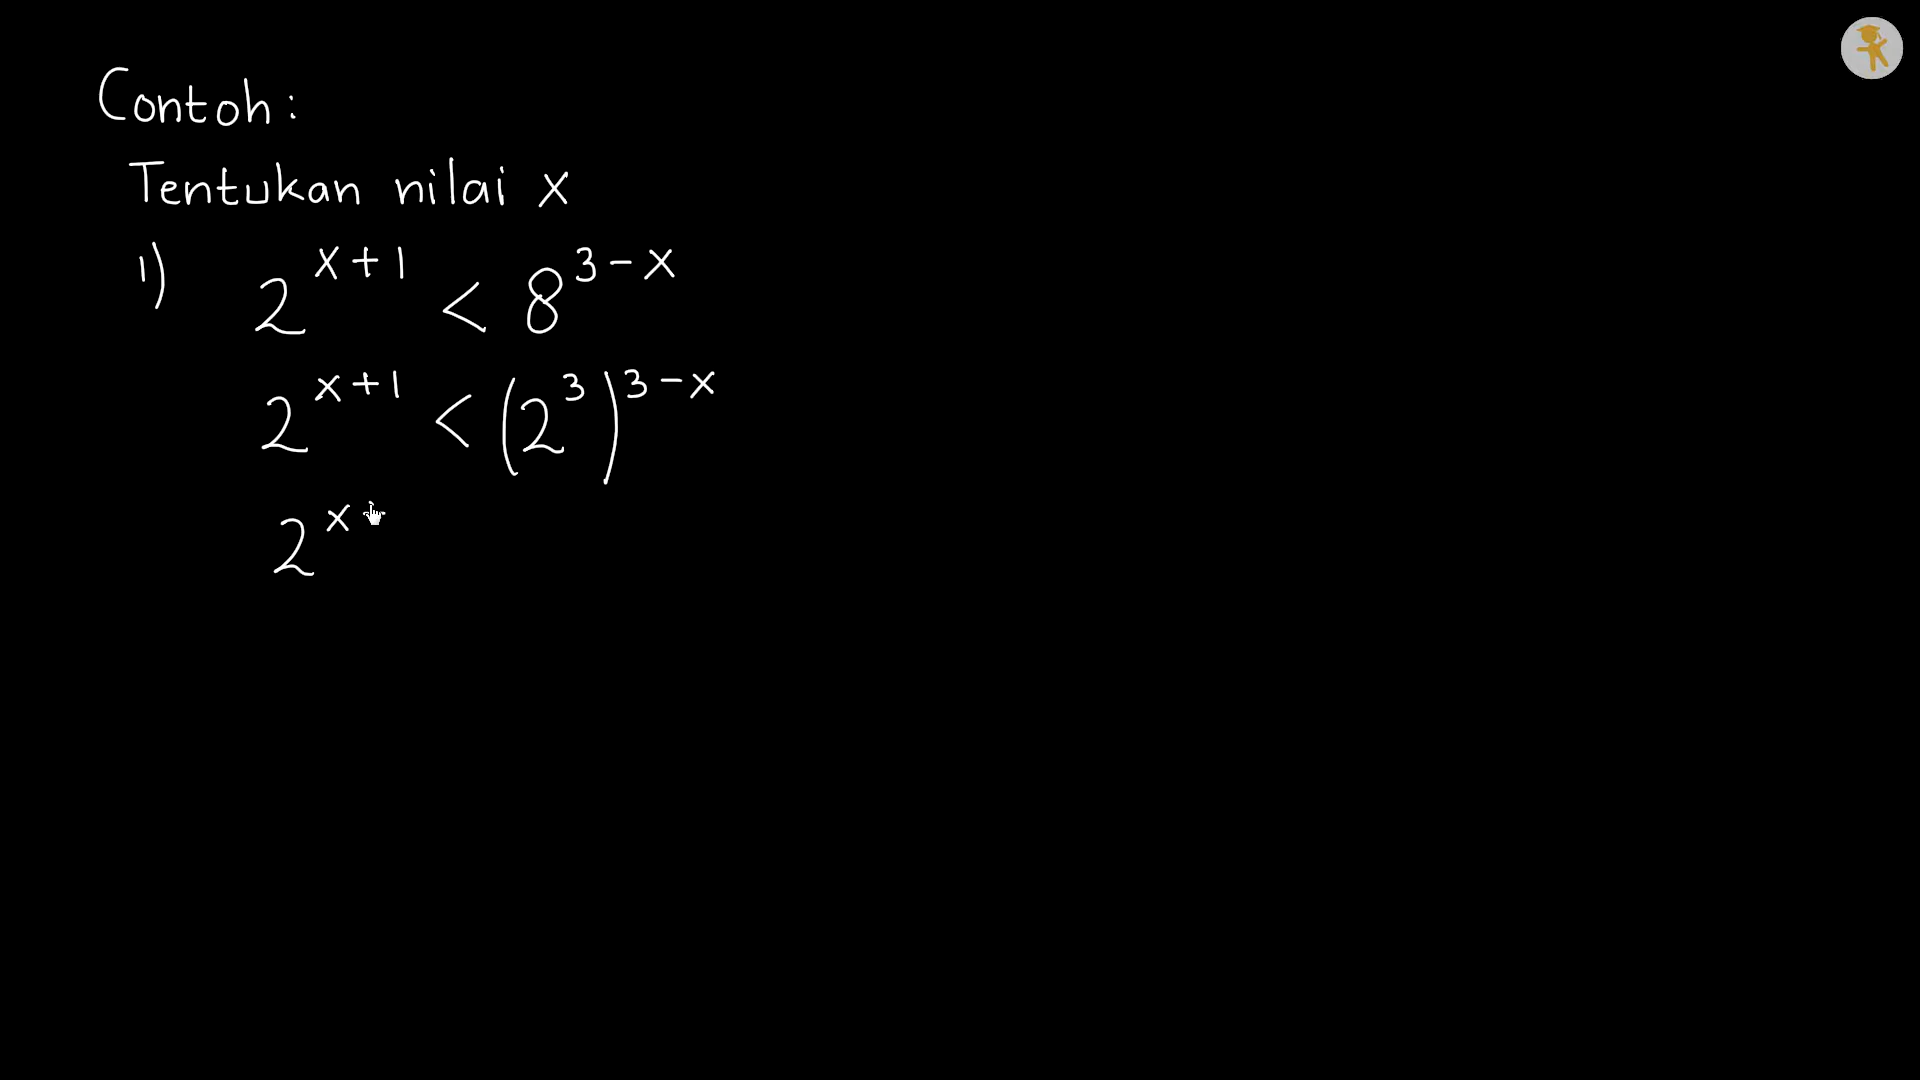 Contoh:
Tentukan nilai x
1) 2^{x+1} < 8^{3-x}
2^{x+1} < (2^3)^{3-x}
2^{x+